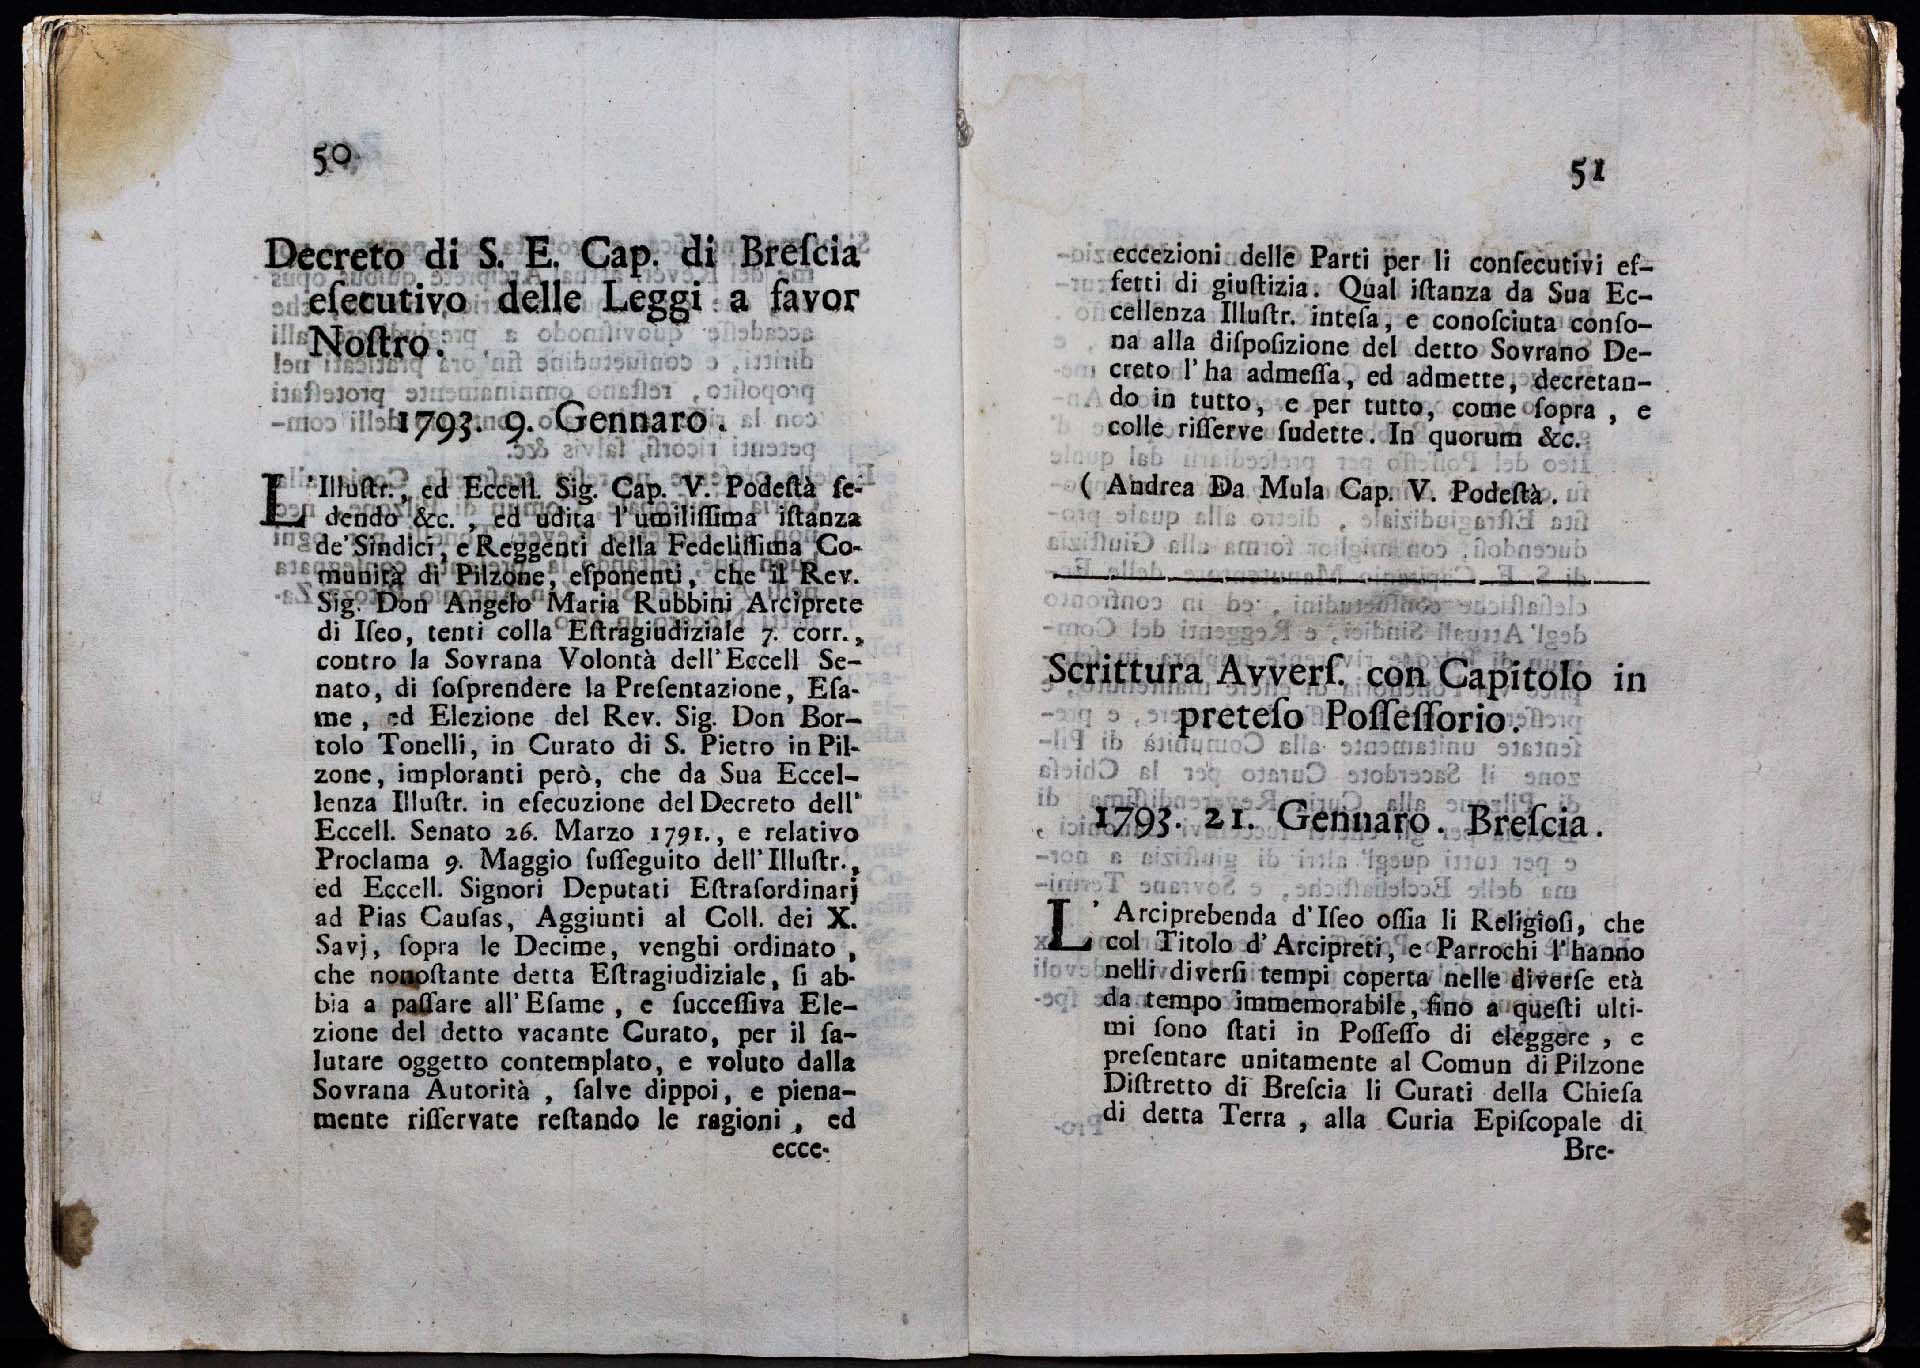 50
Decreto di S. E. Cap. di Breſcia
eſecutivo delle Leggi a favor
Noſtro.
1793. 9. Gennaro.
L'Illuſtr., ed Eccell. Sig. Cap. V. Podeſtà ſe-
dendo &c., ed udita l'umiliſſima iſtanza
de'Sindici, e Reggenti della Fedeliſſima Co-
munità di Pilzone, eſponenti, che il Rev.
Sig. Don Angelo Maria Rubbini Arciprete
di Iſeo, tenti colla Eſtragiudiziale 7. corr.,
contro la Sovrana Volontà dell'Eccell Se-
nato, di ſoſprendere la Preſentazione, Eſa-
me, ed Elezione del Rev. Sig. Don Bor-
tolo Tonelli, in Curato di S. Pietro in Pil-
zone, imploranti però, che da Sua Eccel-
lenza Illuſtr. in eſecuzione del Decreto dell'
Eccell. Senato 26. Marzo 1791., e relativo
Proclama 9. Maggio ſuſſeguito dell'Illuſtr.,
ed Eccell. Signori Deputati Eſtraſordinarj
ad Pias Cauſas, Aggiunti al Coll. dei X.
Savj, ſopra le Decime, venghi ordinato,
che nonoſtante detta Eſtragiudiziale, ſi ab-
bia a paſſare all'Eſame, e ſucceſſiva Ele-
zione del detto vacante Curato, per il ſa-
lutare oggetto contemplato, e voluto dalla
Sovrana Autorità, ſalve dippoi, e piena-
mente riſſervate reſtando le ragioni, ed
ecce-
51
eccezioni delle Parti per li conſecutivi ef-
fetti di giuſtizia. Qual iſtanza da Sua Ec-
cellenza Illuſtr. inteſa, e conoſciuta conſo-
na alla diſpoſizione del detto Sovrano De-
creto l'ha admeſſa, ed admette, decretan-
do in tutto, e per tutto, come ſopra, e
colle riſſerve ſudette. In quorum &c.
( Andrea Da Mula Cap. V. Podeſtà.
Scrittura Avverſ. con Capitolo in
preteſo Poſſeſſorio.
1793. 21. Gennaro. Breſcia.
L'Arciprebenda d'Iſeo oſſia li Religioſi, che
col Titolo d'Arcipreti, e Parrochi l'hanno
nelli diverſi tempi coperta nelle diverſe età
da tempo immemorabile, fino a queſti ulti-
mi ſono ſtati in Poſſeſſo di eleggere, e
preſentare unitamente al Comun di Pilzone
Diſtretto di Breſcia li Curati della Chieſa
di detta Terra, alla Curia Epiſcopale di
Bre-